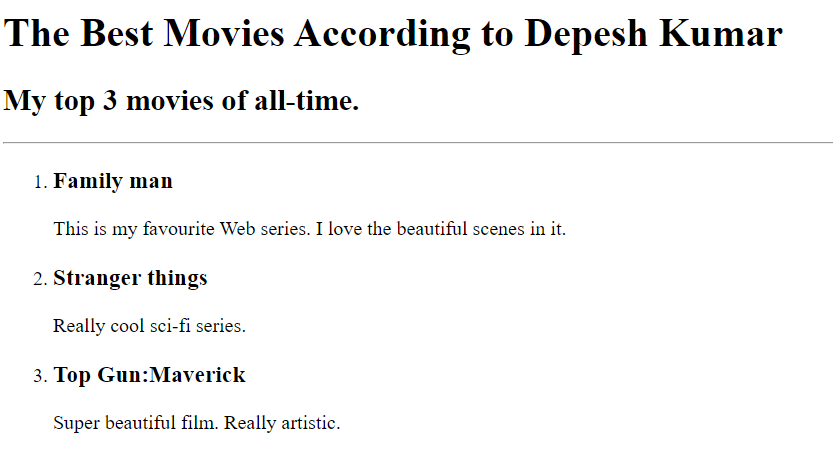 The Best Movies According to Depesh Kumar
My top 3 movies of all-time.
1. Family man
This is my favourite Web series. I love the beautiful scenes in it.
2. Stranger things
Really cool sci-fi series.
3. Top Gun:Maverick
Super beautiful film. Really artistic.